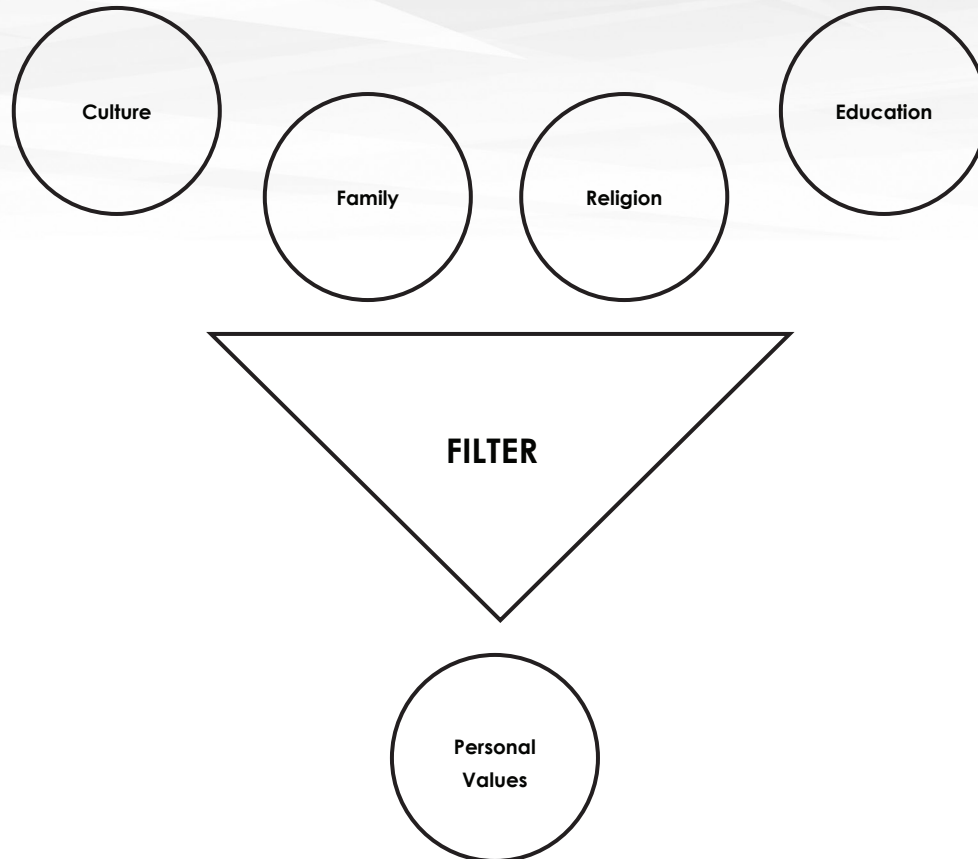 Culture
Education
Family
Religion
FILTER
Personal
Values